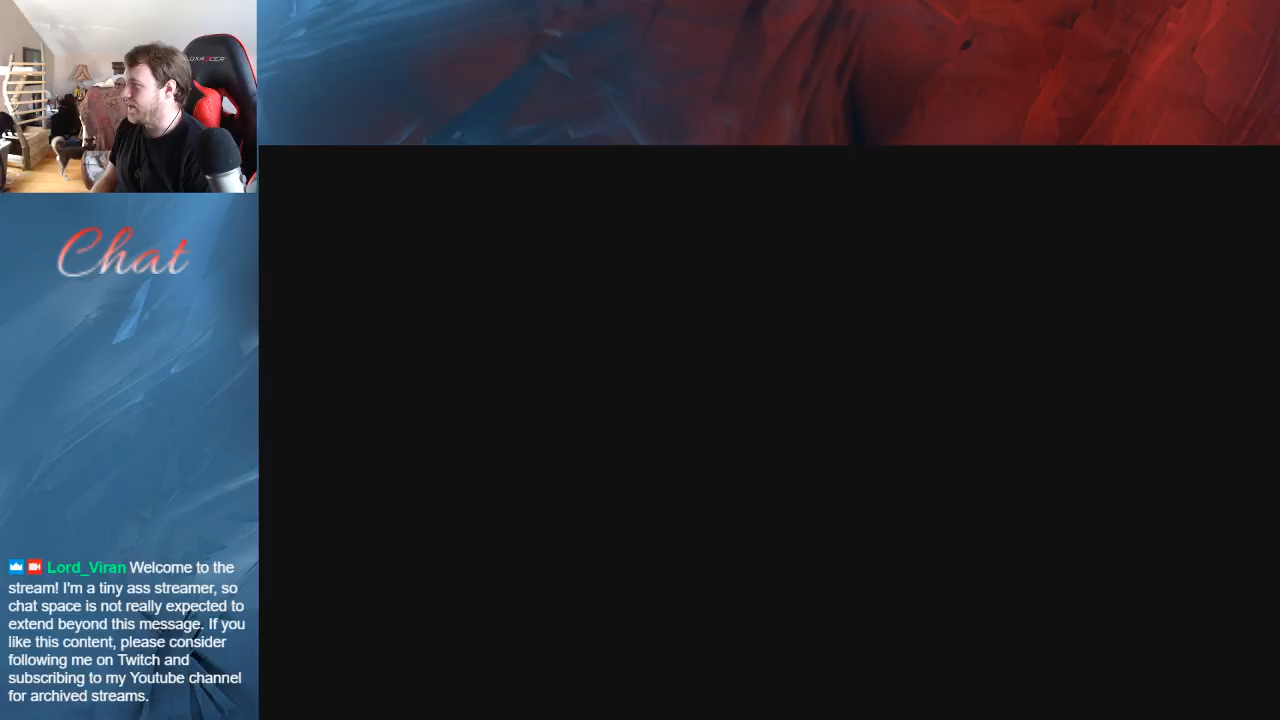 Chat
Lord_Viran Welcome to the
stream! I'm a tiny ass streamer, so
chat space is not really expected to
extend beyond this message. If you
like this content, please consider
following me on Twitch and
subscribing to my Youtube channel
for archived streams.